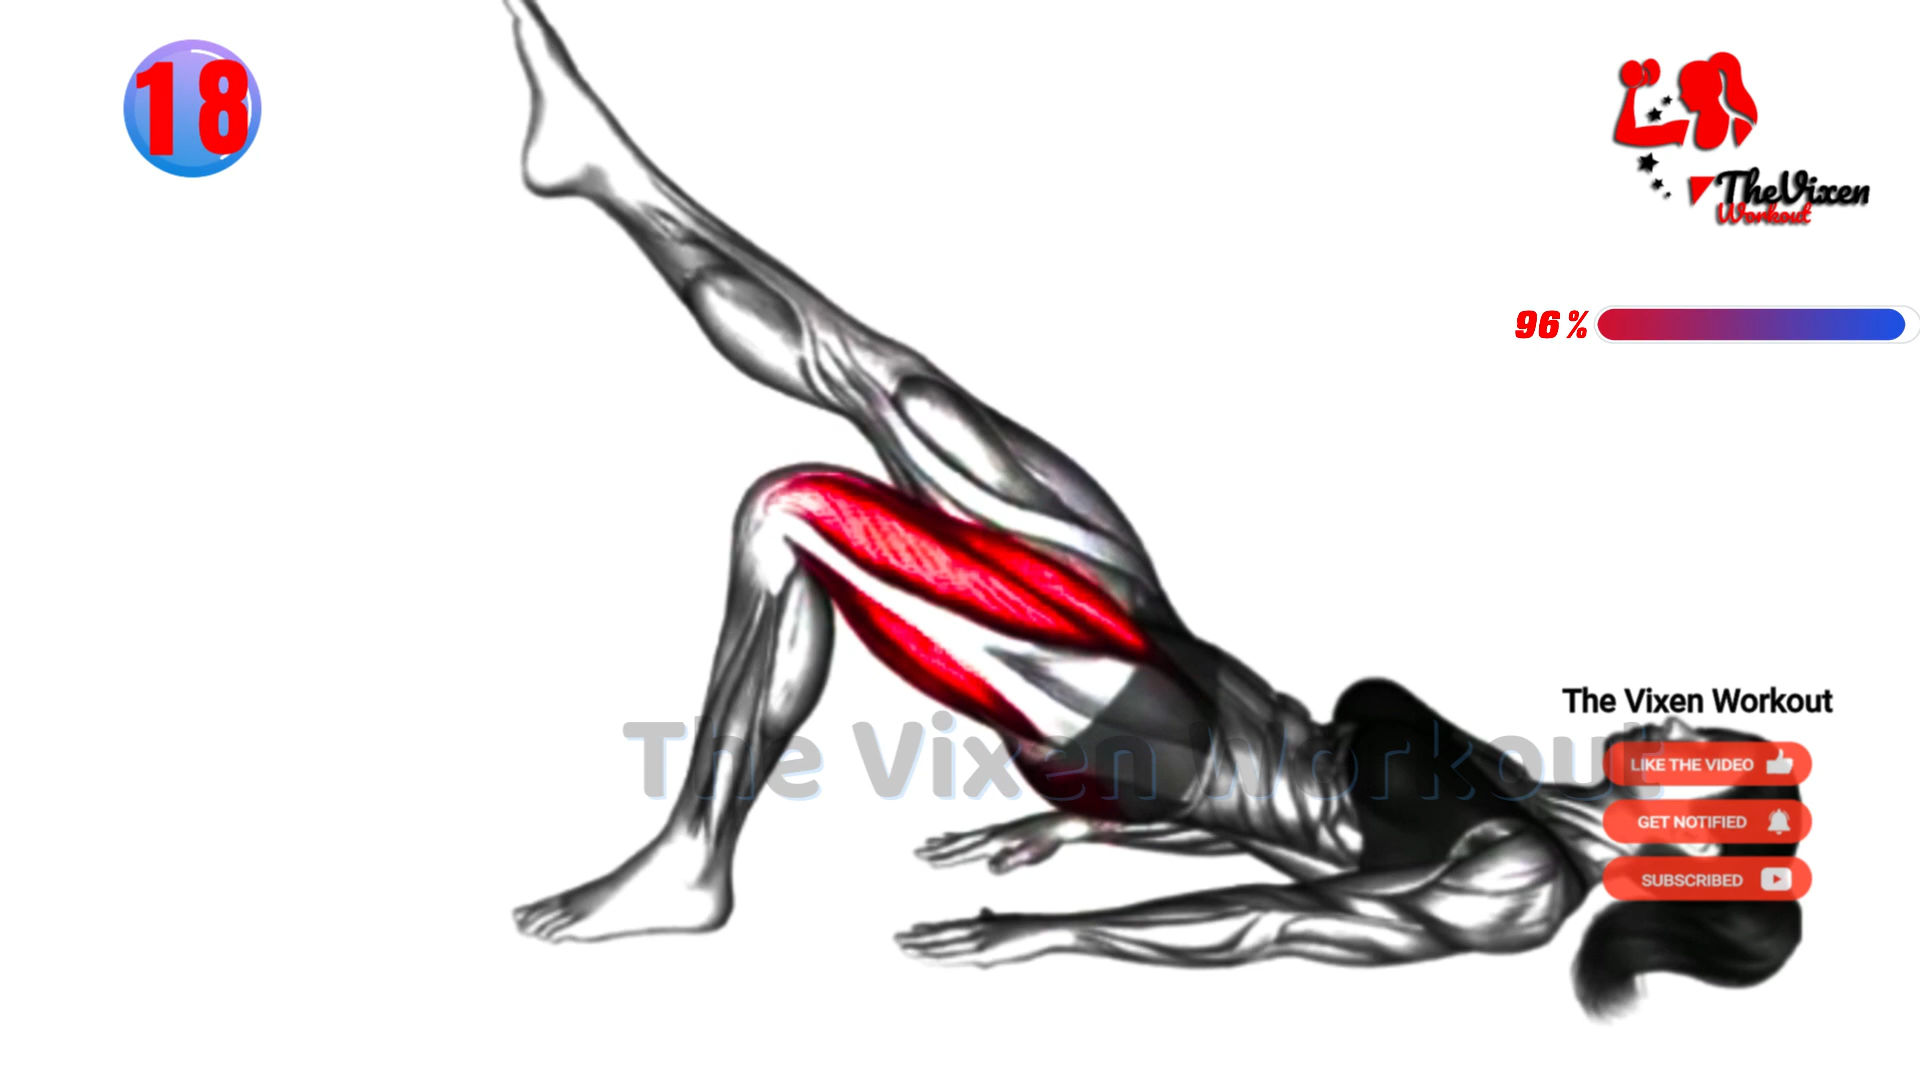 18
TheVixen
Workout
96%
The Vixen Workout
The Vixen Workout
LIKE THE VIDEO
GET NOTIFIED
SUBSCRIBED